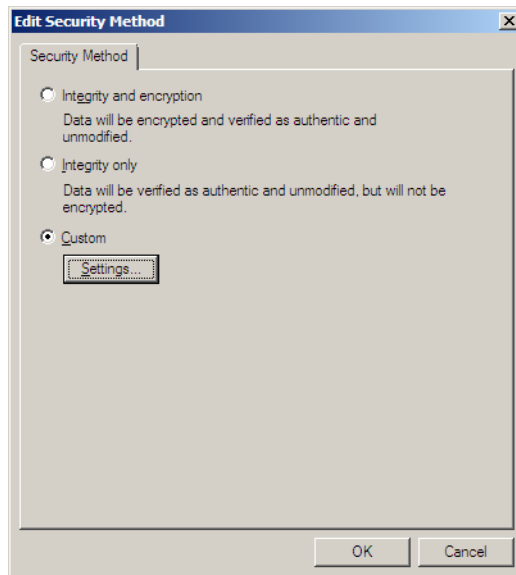 Edit Security Method
Security Method
Integrity and encryption
Data will be encrypted and verified as authentic and
unmodified.
Integrity only
Data will be verified as authentic and unmodified, but will not be
encrypted.
Custom
Settings...
OK
Cancel